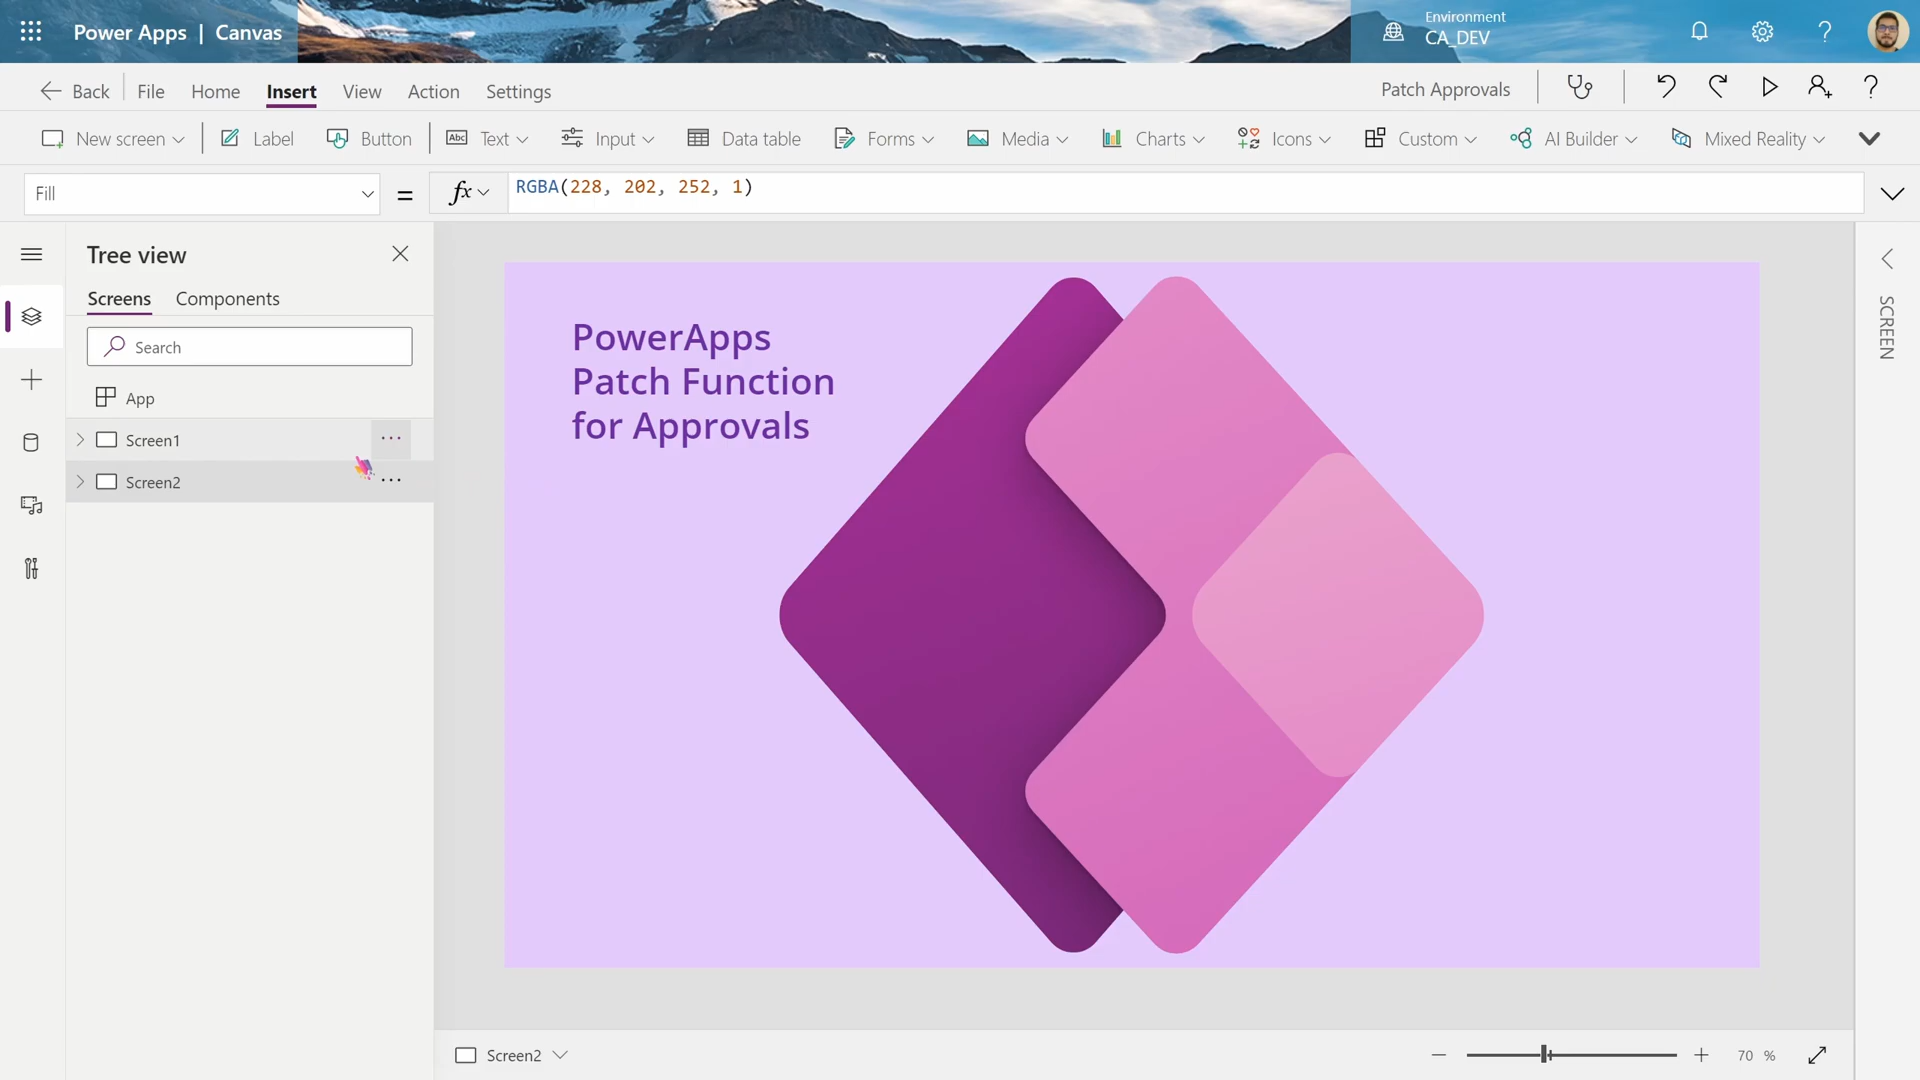 Power Apps | Canvas
Environment
CA_DEV
?
Back
File
Home
Insert
View
Action
Settings
Patch Approvals
?
New screen
Label
Button
Abc
Text
Input
Data table
Forms
Media
Charts
Icons
Custom
AI Builder
Mixed Reality
Fill
=
fx
RGBA(228, 202, 252, 1)
Tree view
Screens
Components
Search
App
Screen1
Screen2
PowerApps
Patch Function
for Approvals
SCREEN
Screen2
70 %